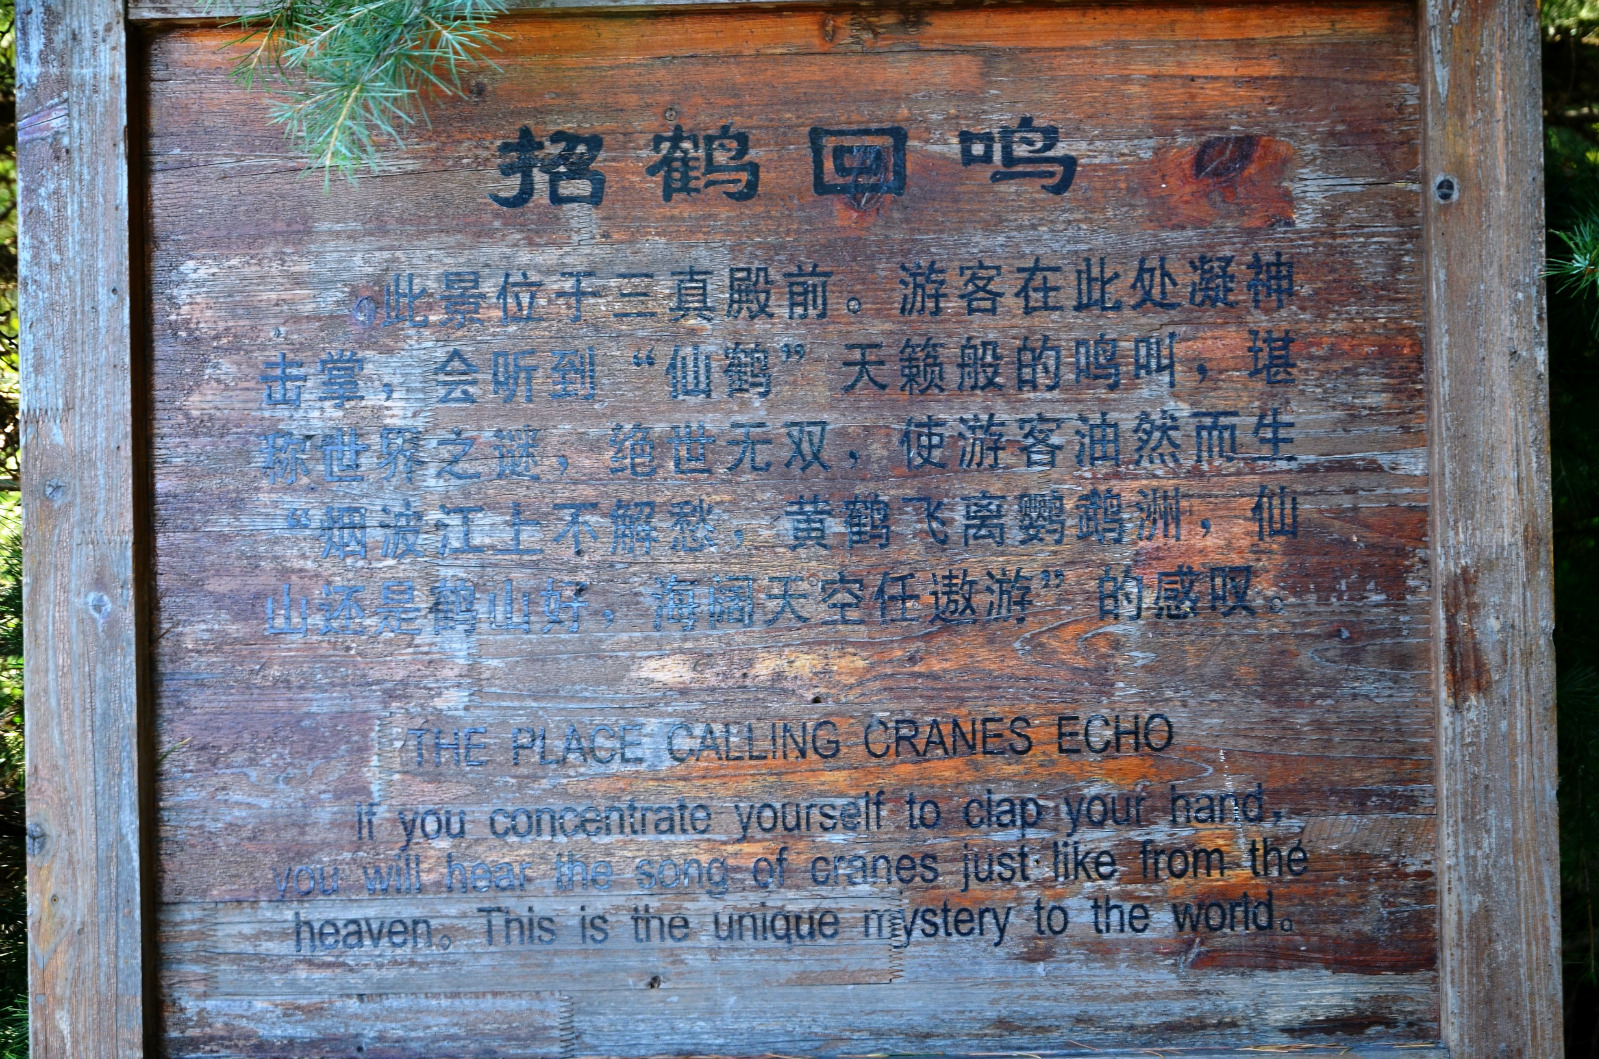 招鹤回鸣
。此景位于三真殿前。游客在此处凝神
击掌，会听到“仙鹤”天籁般的鸣叫，堪
称世界之谜，绝世无双，使游客油然而生
“烟波江上不解愁，黄鹤飞离鹦鹉洲，仙
山还是鹤山好，海阔天空任遨游”的感叹。
THE PLACE CALLING CRANES ECHO
If you concentrate yourself to clap your hand,
you will hear the song of cranes just like from the
heaven。This is the unique mystery to the world。